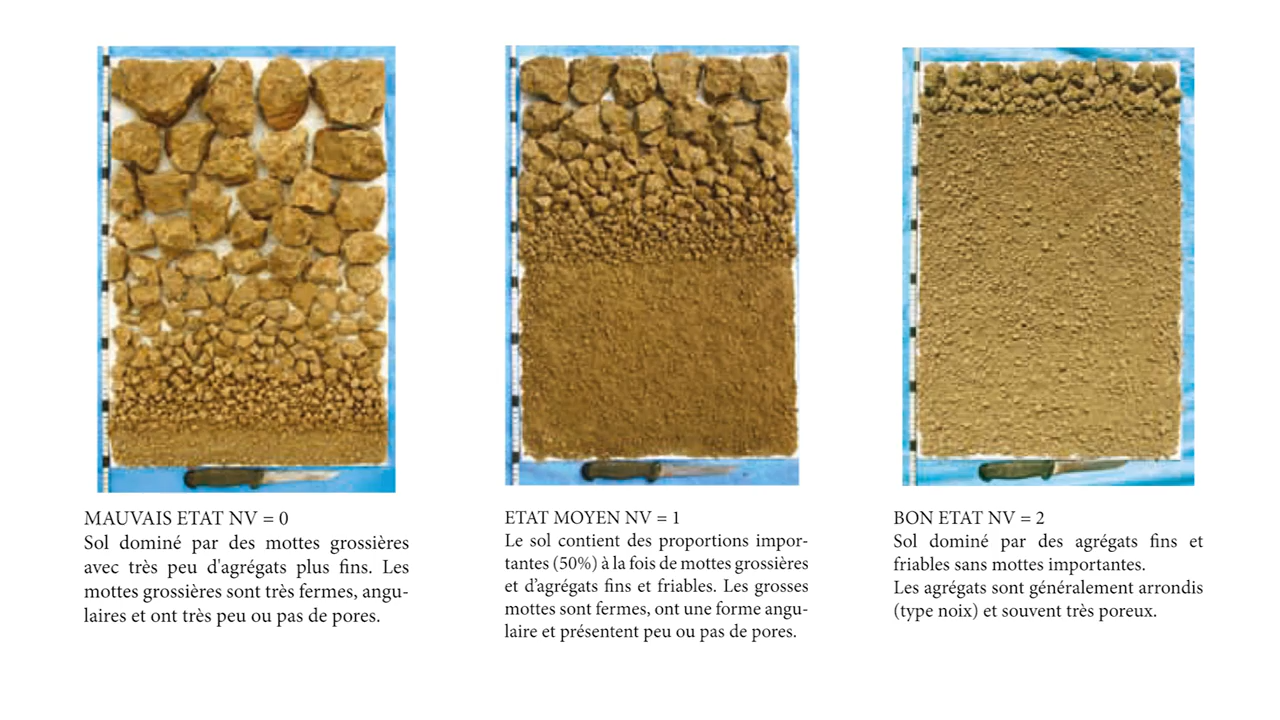 MAUVAIS ETAT NV = 0
Sol dominé par des mottes grossières
avec très peu d'agrégats plus fins. Les
mottes grossières sont très fermes, angu-
laires et ont très peu ou pas de pores.
ETAT MOYEN NV = 1
Le sol contient des proportions impor-
tantes (50%) à la fois de mottes grossières
et d'agrégats fins et friables. Les grosses
mottes sont fermes, ont une forme angu-
laire et présentent peu ou pas de pores.
BON ETAT NV = 2
Sol dominé par des agrégats fins et
friables sans mottes importantes.
Les agrégats sont généralement arrondis
(type noix) et souvent très poreux.